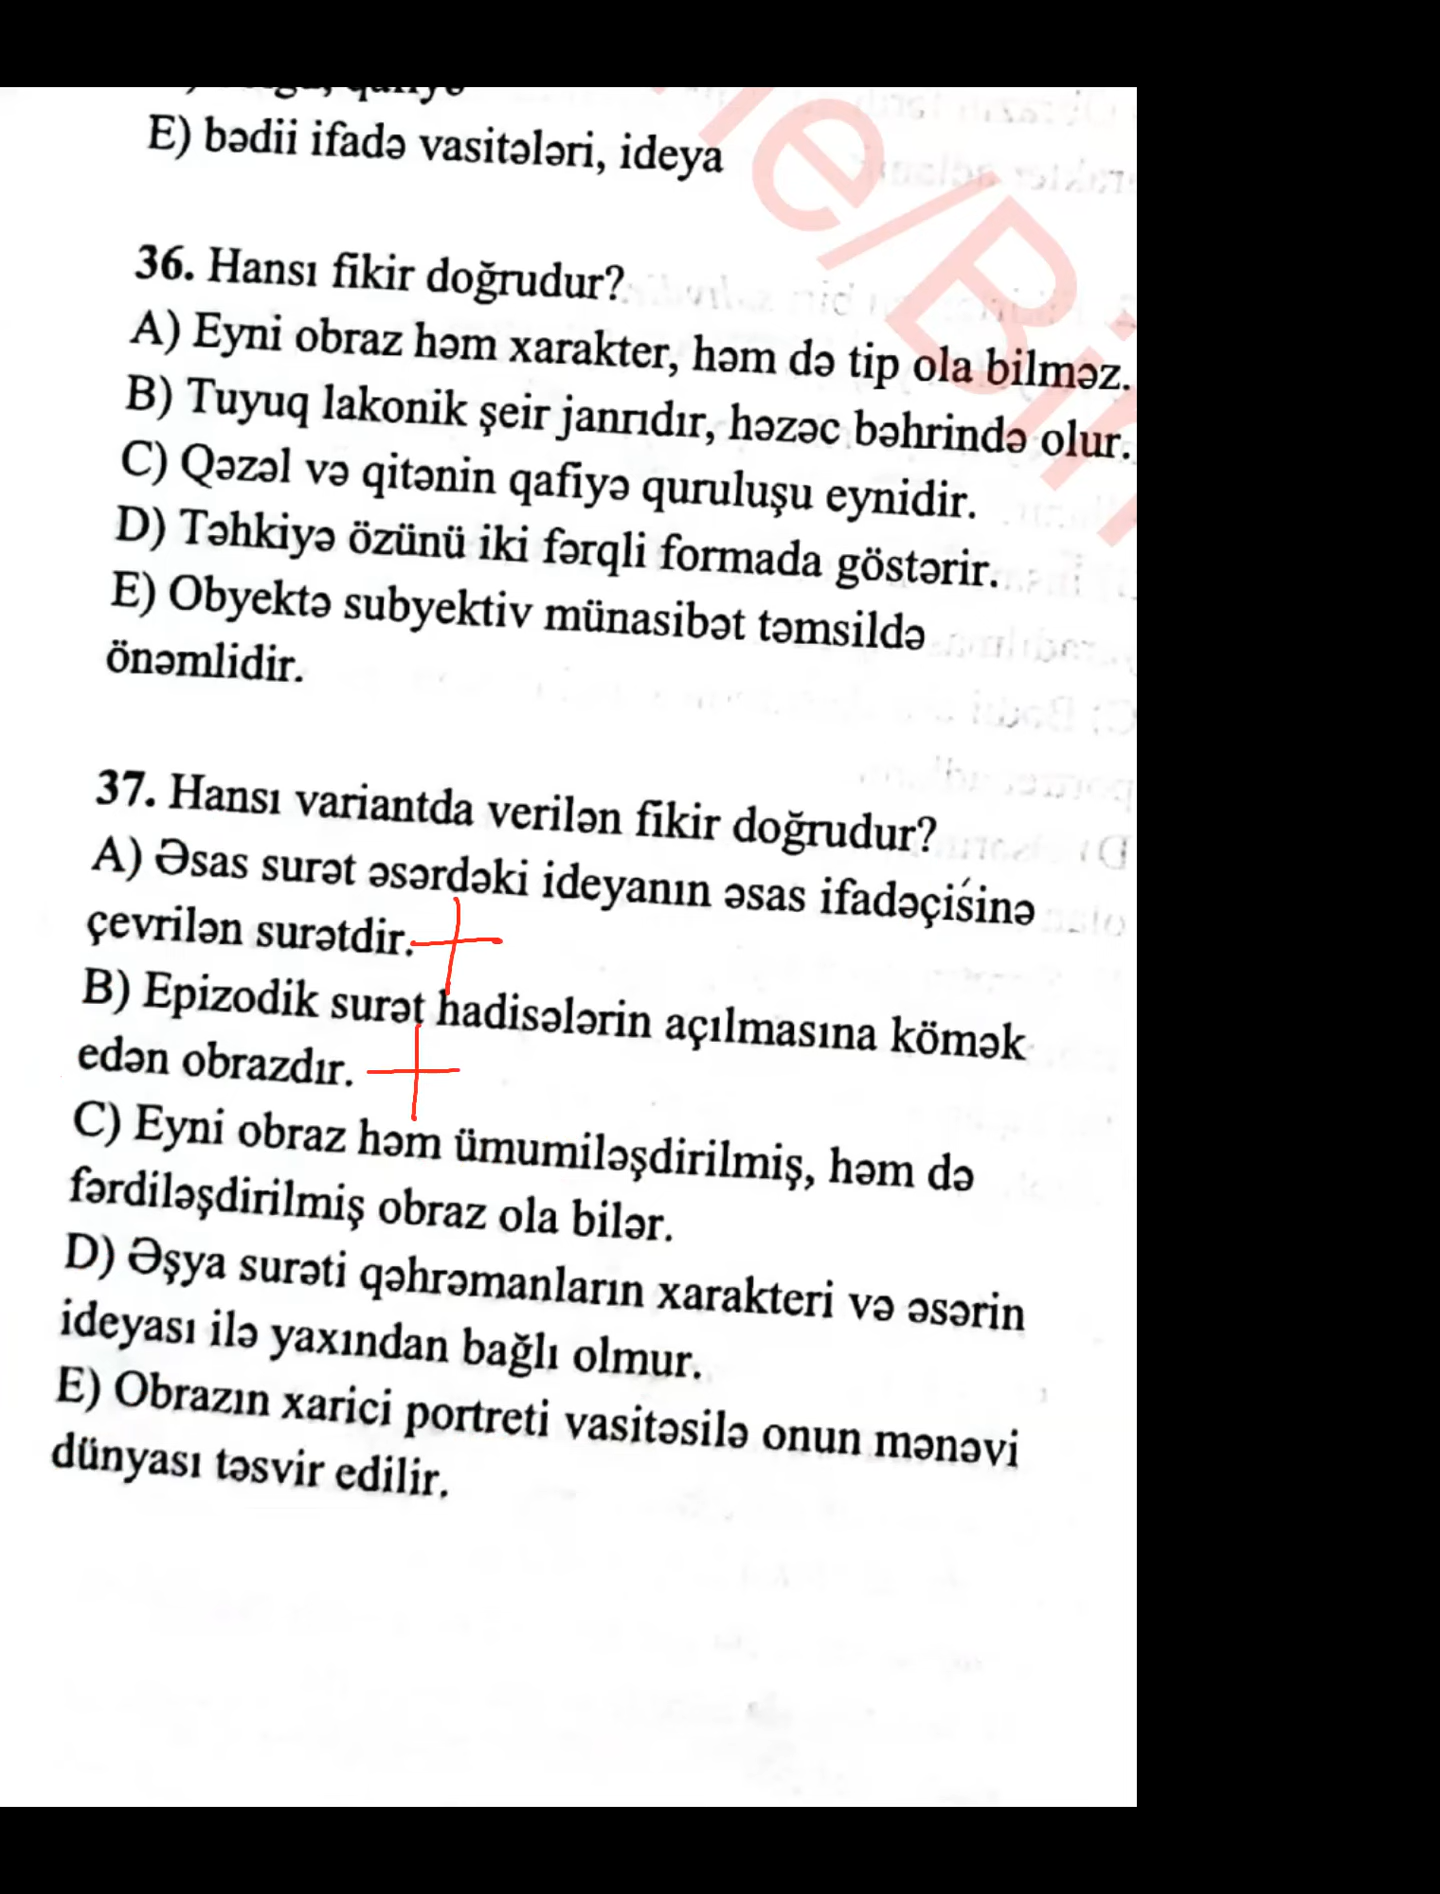 E) bədii ifadə vasitələri, ideya
36. Hansı fikir doğrudur?
A) Eyni obraz həm xarakter, həm də tip ola bilməz.
B) Tuyuq lakonik şeir janrıdır, həzəc bəhrində olur.
C) Qəzəl və qitənin qafiyə quruluşu eynidir.
D) Təhkiyə özünü iki fərqli formada göstərir.
E) Obyektə subyektiv münasibət təmsildə
önəmlidir.
37. Hansı variantda verilən fikir doğrudur?
A) Əsas surət əsərdəki ideyanın əsas ifadəçisinə
çevrilən surətdir.
B) Epizodik surət hadisələrin açılmasına kömək
edən obrazdır.
C) Eyni obraz həm ümumiləşdirilmiş, həm də
fərdiləşdirilmiş obraz ola bilər.
D) Əşya surəti qəhrəmanların xarakteri və əsərin
ideyası ilə yaxından bağlı olmur.
E) Obrazın xarici portreti vasitəsilə onun mənəvi
dünyası təsvir edilir.